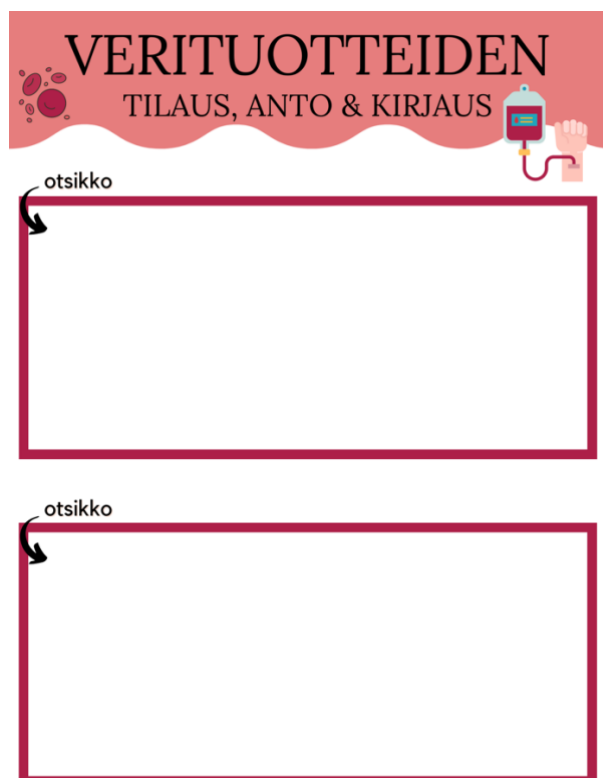 VERITUOTTEIDEN
TILAUS, ANTO & KIRJAUS
otsikko
otsikko